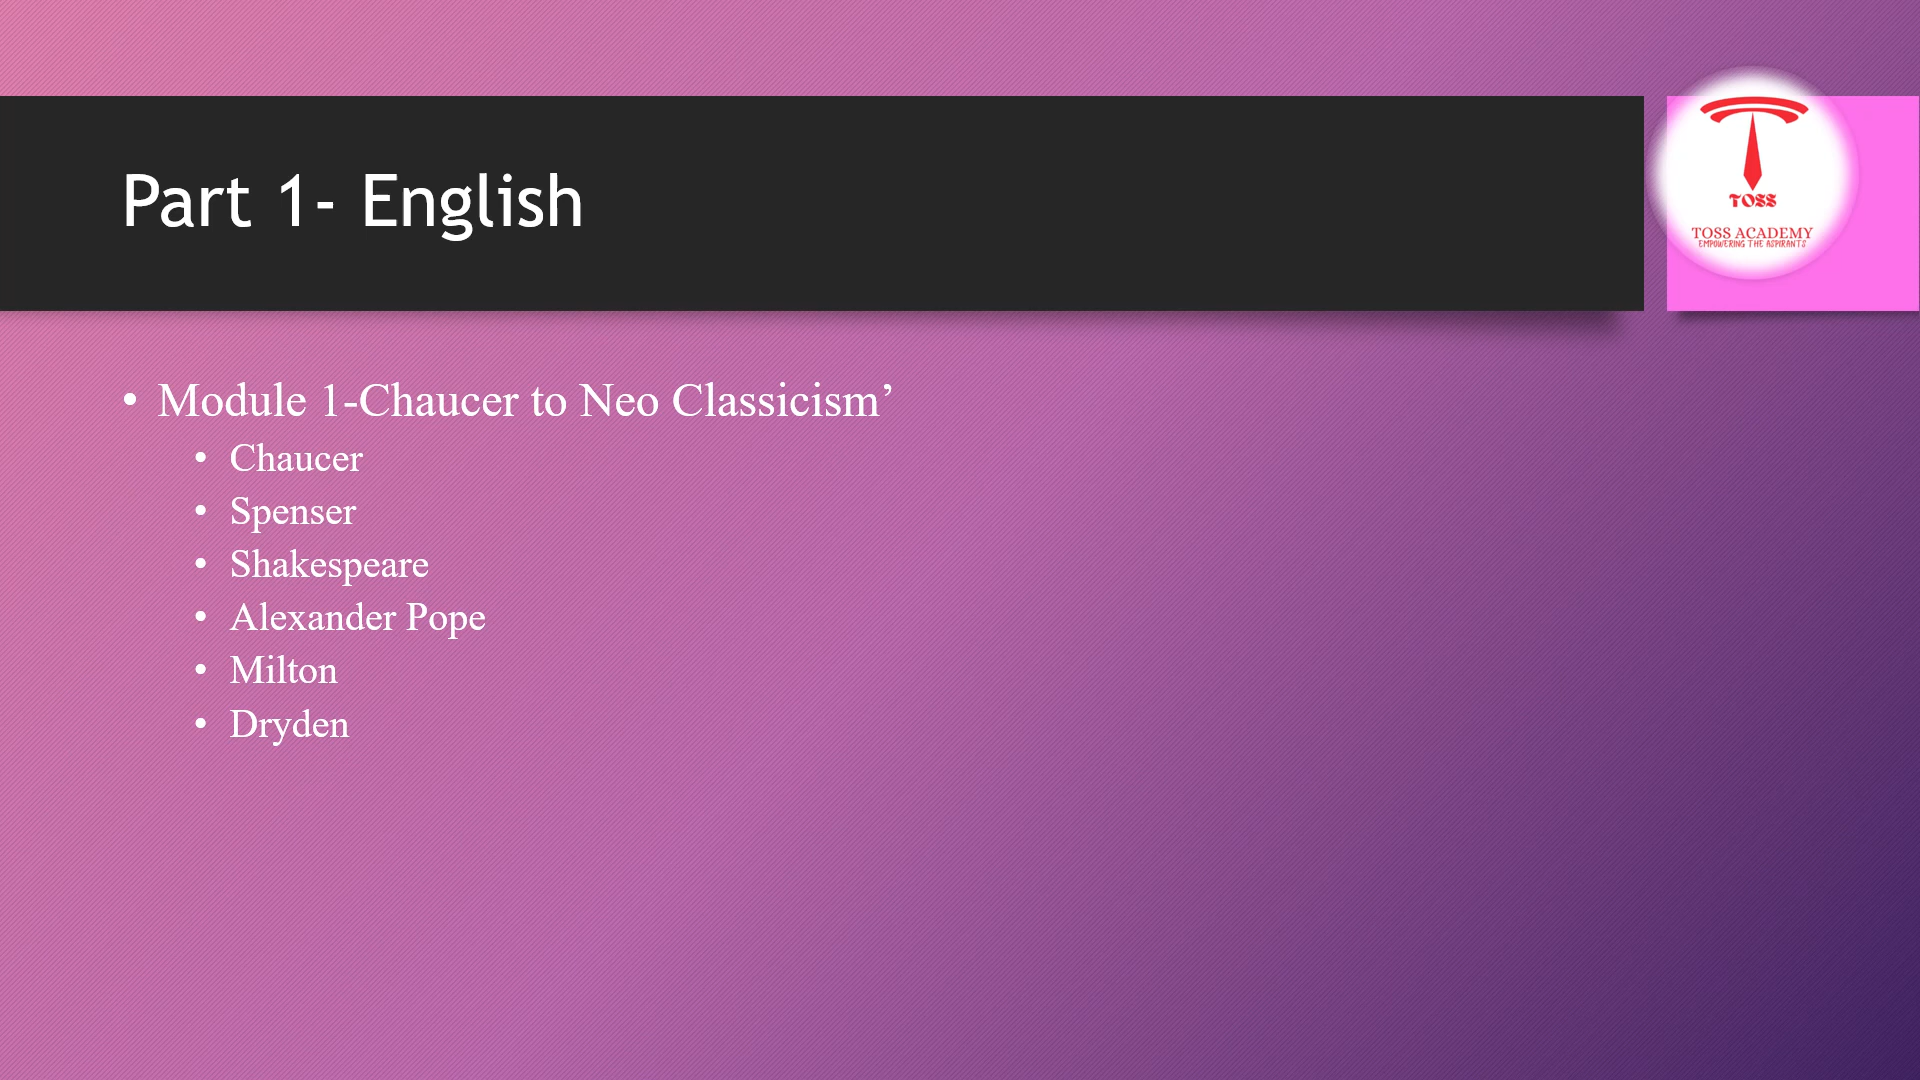 Part 1- English
TOSS
TOSS ACADEMY
EMPOWERING THE ASPIRANTS
• Module 1-Chaucer to Neo Classicism’
• Chaucer
• Spenser
• Shakespeare
• Alexander Pope
• Milton
• Dryden